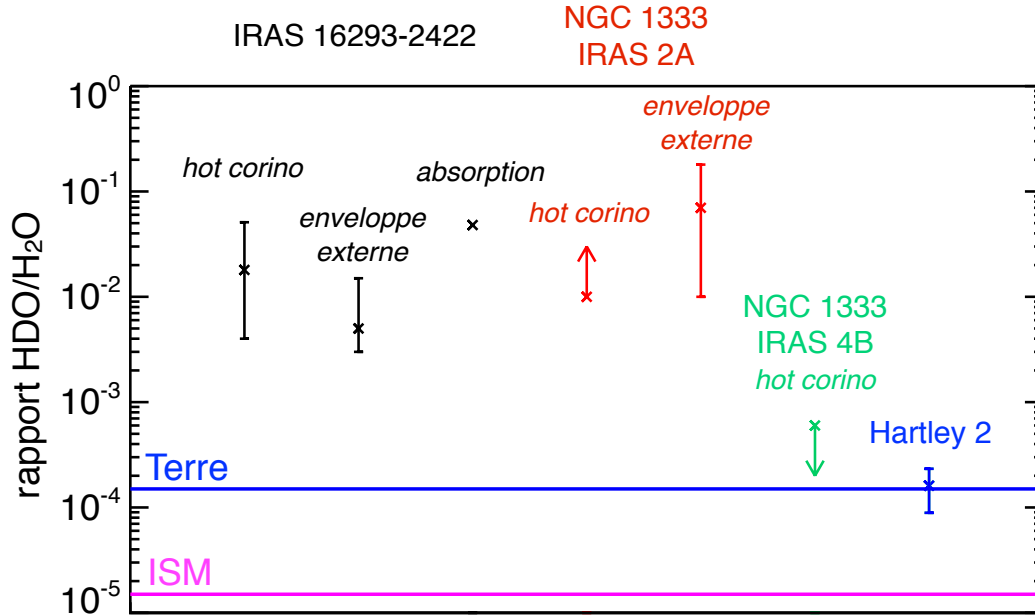 IRAS 16293-2422
NGC 1333
IRAS 2A
10⁰
10⁻¹
10⁻²
10⁻³
10⁻⁴
10⁻⁵
rapport HDO/H₂O
hot corino
enveloppe
externe
absorption
hot corino
enveloppe
externe
NGC 1333
IRAS 4B
hot corino
Hartley 2
Terre
ISM